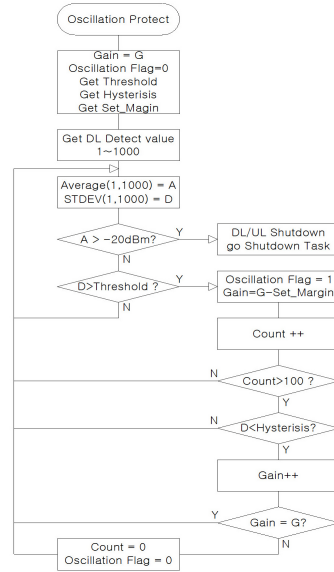 Oscillation Protect
Gain = G
Oscillation Flag=0
Get Threshold
Get Hysterisis
Get Set_Magin
Get DL Detect value
1~1000
Average(1,1000) = A
STDEV(1,1000) = D
A > -20dBm?
Y
DL/UL Shutdown
go Shutdown Task
N
D>Threshold ?
Y
Oscillation Flag = 1
Gain=G-Set_Margin
N
Count ++
N
Count>100 ?
Y
N
D<Hysterisis?
Y
Gain++
Y
Gain = G?
N
Count = 0
Oscillation Flag = 0